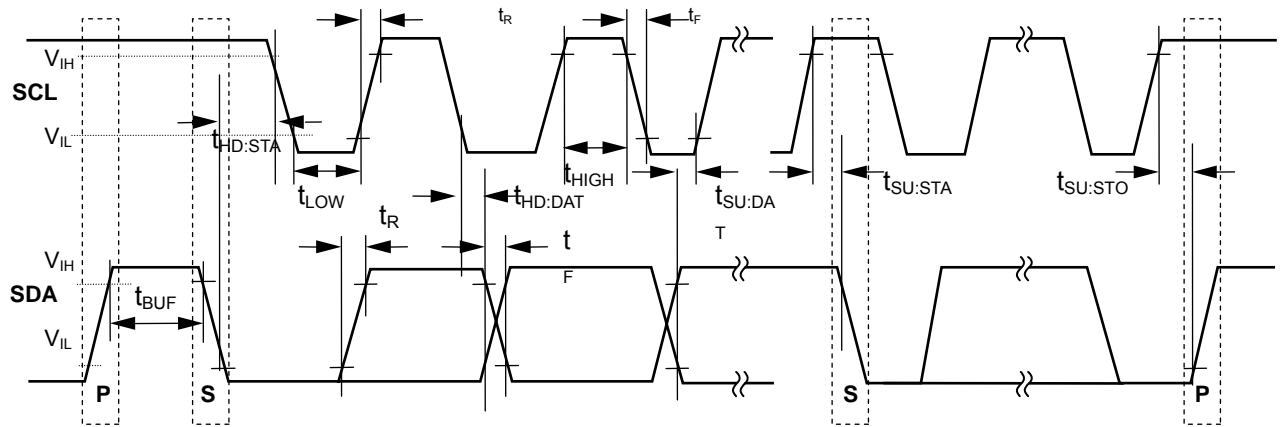 tR tF
VIH
SCL
VIL
tHD:STA
tLOW
tHIGH
tHD:DAT
tSU:DA
T
tSU:STA
tSU:STO
tR
t
F
VIH
SDA
tBUF
VIL
P S S P